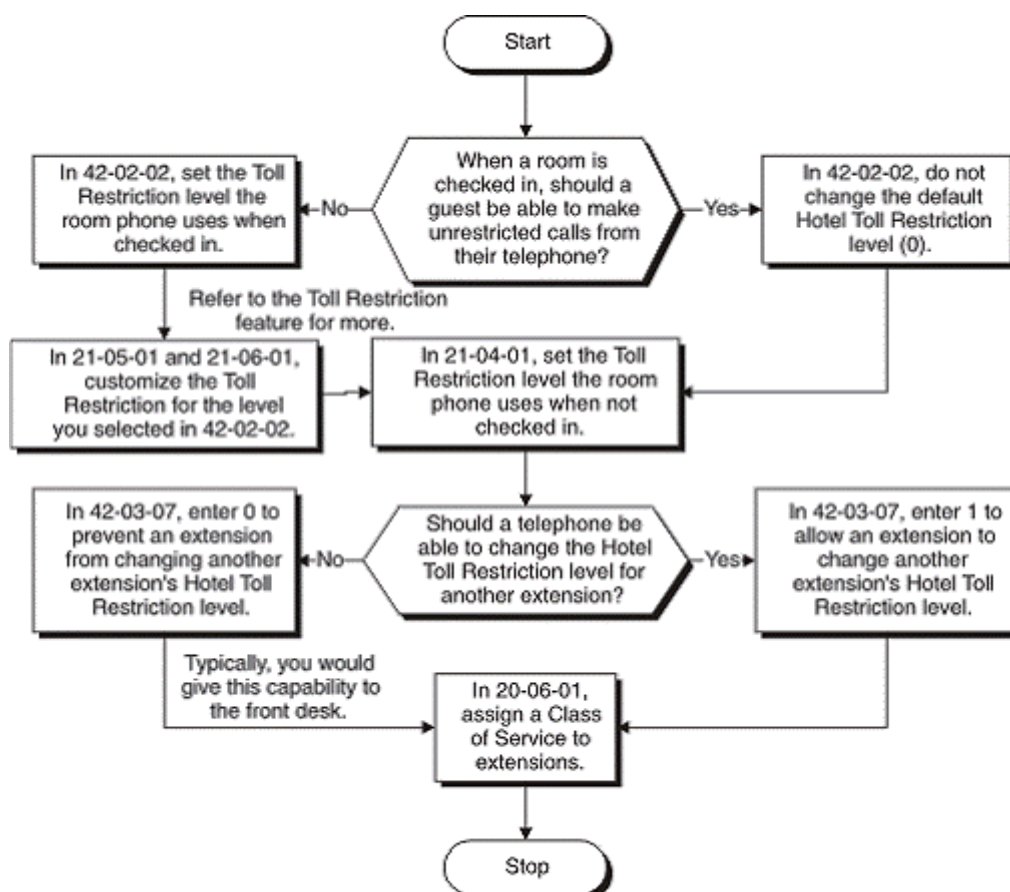 Start
When a room is
checked in, should a
guest be able to make
unrestricted calls from
their telephone?
No
Yes
In 42-02-02, set the Toll
Restriction level the
room phone uses when
checked in.
In 42-02-02, do not
change the default
Hotel Toll Restriction
level (0).
Refer to the Toll Restriction
feature for more.
In 21-05-01 and 21-06-01,
customize the Toll
Restriction for the level
you selected in 42-02-02.
In 21-04-01, set the Toll
Restriction level the room
phone uses when not
checked in.
Should a telephone be
able to change the Hotel
Toll Restriction level for
another extension?
No
Yes
In 42-03-07, enter 0 to
prevent an extension
from changing another
extension's Hotel Toll
Restriction level.
In 42-03-07, enter 1 to
allow an extension to
change another
extension's Hotel Toll
Restriction level.
Typically, you would
give this capability to
the front desk.
In 20-06-01,
assign a Class
of Service to
extensions.
Stop